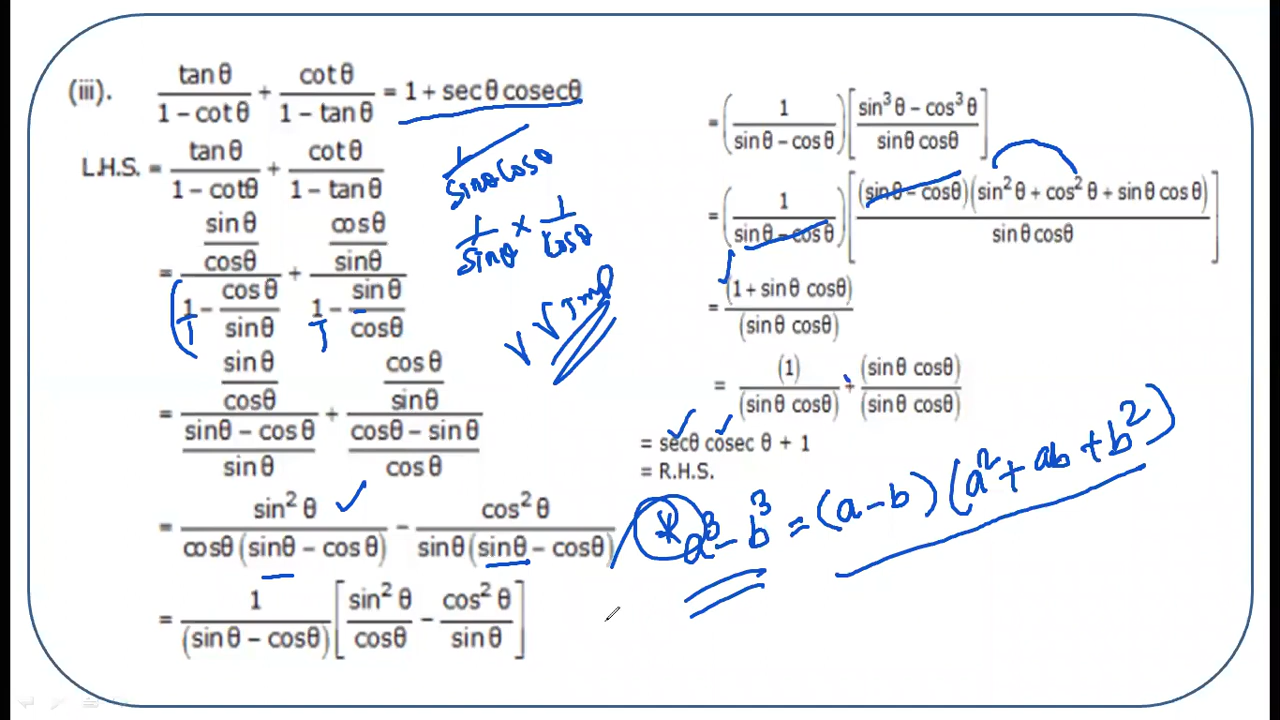 (iii). tanθ/(1 − cotθ) + cotθ/(1 − tanθ) = 1 + secθ cosecθ
L.H.S. = tanθ/(1 − cotθ) + cotθ/(1 − tanθ)
= (sinθ/cosθ)/(1 − cosθ/sinθ) + (cosθ/sinθ)/(1 − sinθ/cosθ)
= (sinθ/cosθ)/((sinθ − cosθ)/sinθ) + (cosθ/sinθ)/((cosθ − sinθ)/cosθ)
= sin²θ/(cosθ(sinθ − cosθ)) − cos²θ/(sinθ(sinθ − cosθ))
= 1/(sinθ − cosθ) [sin²θ/cosθ − cos²θ/sinθ]
1/(sinθ cosθ)
1/sinθ × 1/cosθ
Imp
= (1/(sinθ − cosθ)) [(sin³θ − cos³θ)/(sinθ cosθ)]
= (1/(sinθ − cosθ)) [(sinθ − cosθ)(sin²θ + cos²θ + sinθ cosθ)/(sinθ cosθ)]
= (1 + sinθ cosθ)/(sinθ cosθ)
= (1)/(sinθ cosθ) + (sinθ cosθ)/(sinθ cosθ)
= secθ cosec θ + 1
= R.H.S.
* a³ − b³ = (a − b)(a² + ab + b²)